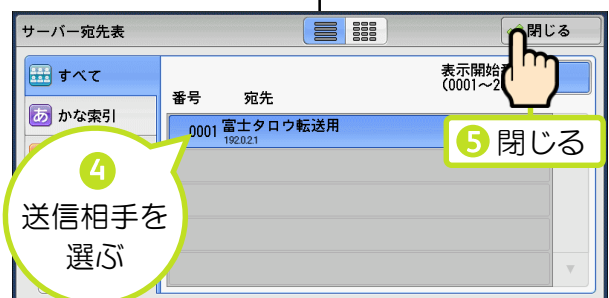 サーバー宛先表
閉じる
すべて
あ かな索引
番号 宛先
表示開始
(0001～2
0001 富士タロウ転送用
192.0.2.1
5 閉じる
4
送信相手を
選ぶ